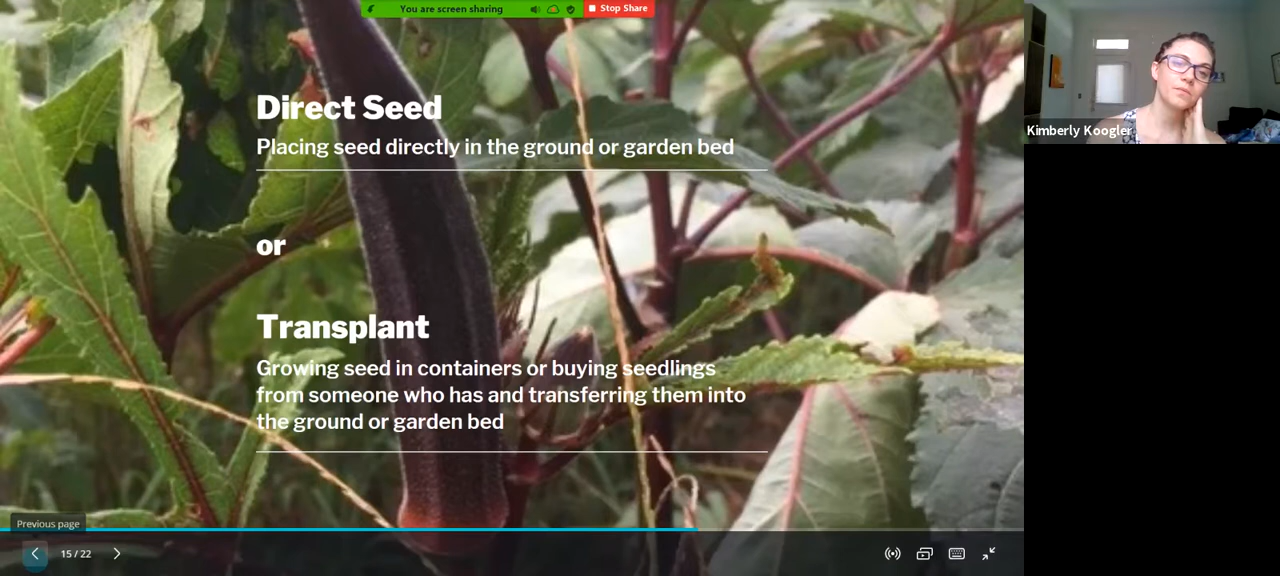 You are screen sharing
Stop Share
Direct Seed
Placing seed directly in the ground or garden bed
or
Transplant
Growing seed in containers or buying seedlings
from someone who has and transferring them into
the ground or garden bed
Kimberly Koogler
Previous page
15 / 22